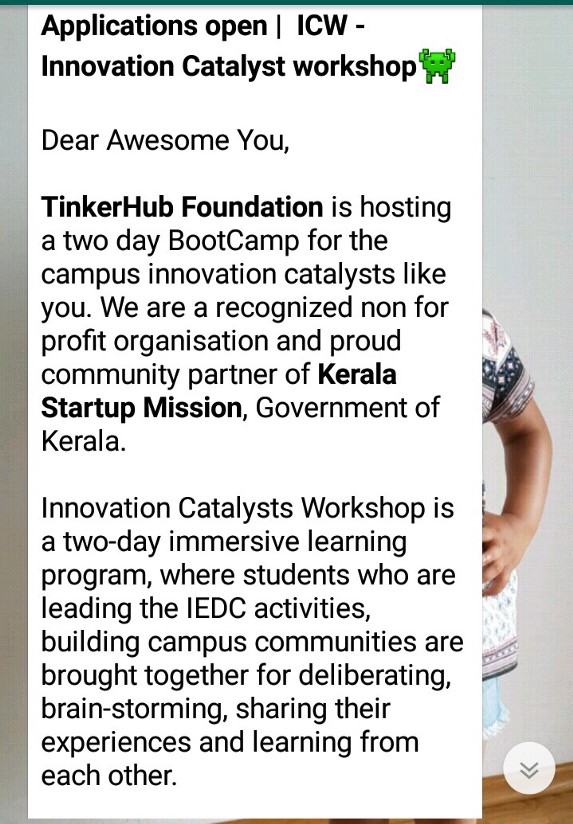 Applications open | ICW -
Innovation Catalyst workshop👾
Dear Awesome You,
TinkerHub Foundation is hosting
a two day BootCamp for the
campus innovation catalysts like
you. We are a recognized non for
profit organisation and proud
community partner of Kerala
Startup Mission, Government of
Kerala.
Innovation Catalysts Workshop is
a two-day immersive learning
program, where students who are
leading the IEDC activities,
building campus communities are
brought together for deliberating,
brain-storming, sharing their
experiences and learning from
each other.